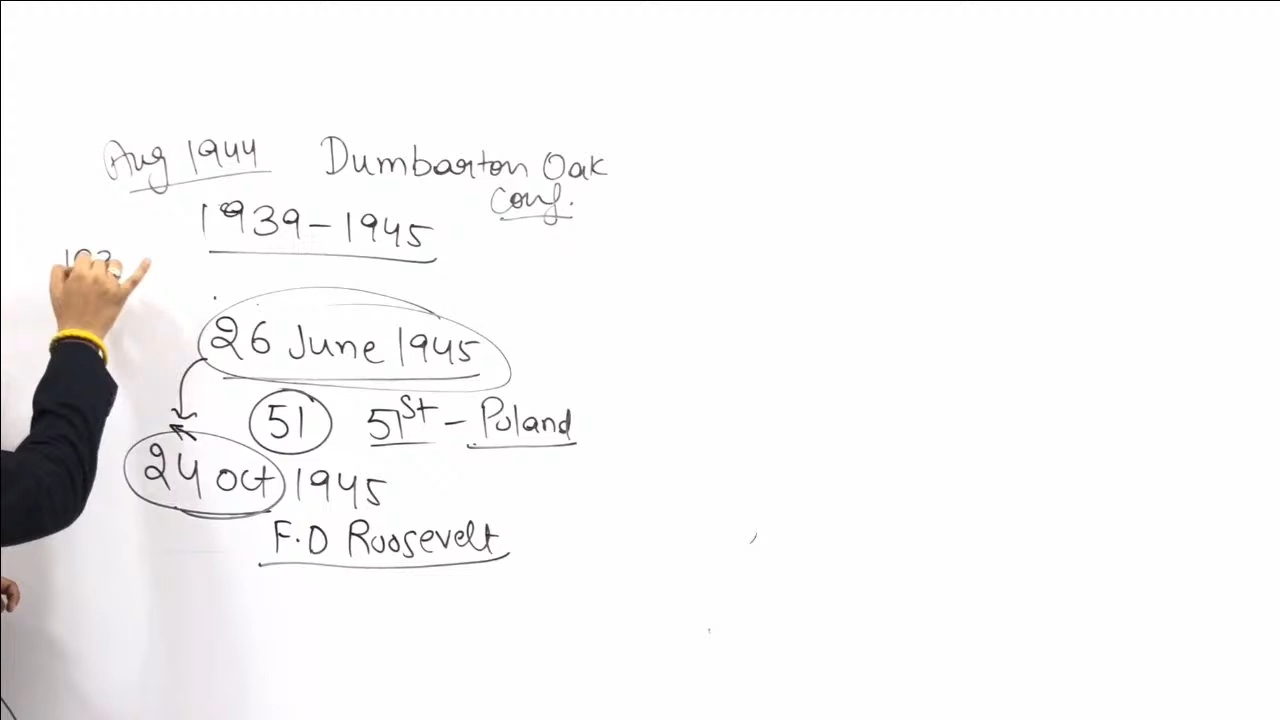 Aug 1944 Dumbarton Oak
Conf.
1939-1945
26 June 1945
51 51st - Poland
24 Oct 1945
F.D Roosevelt